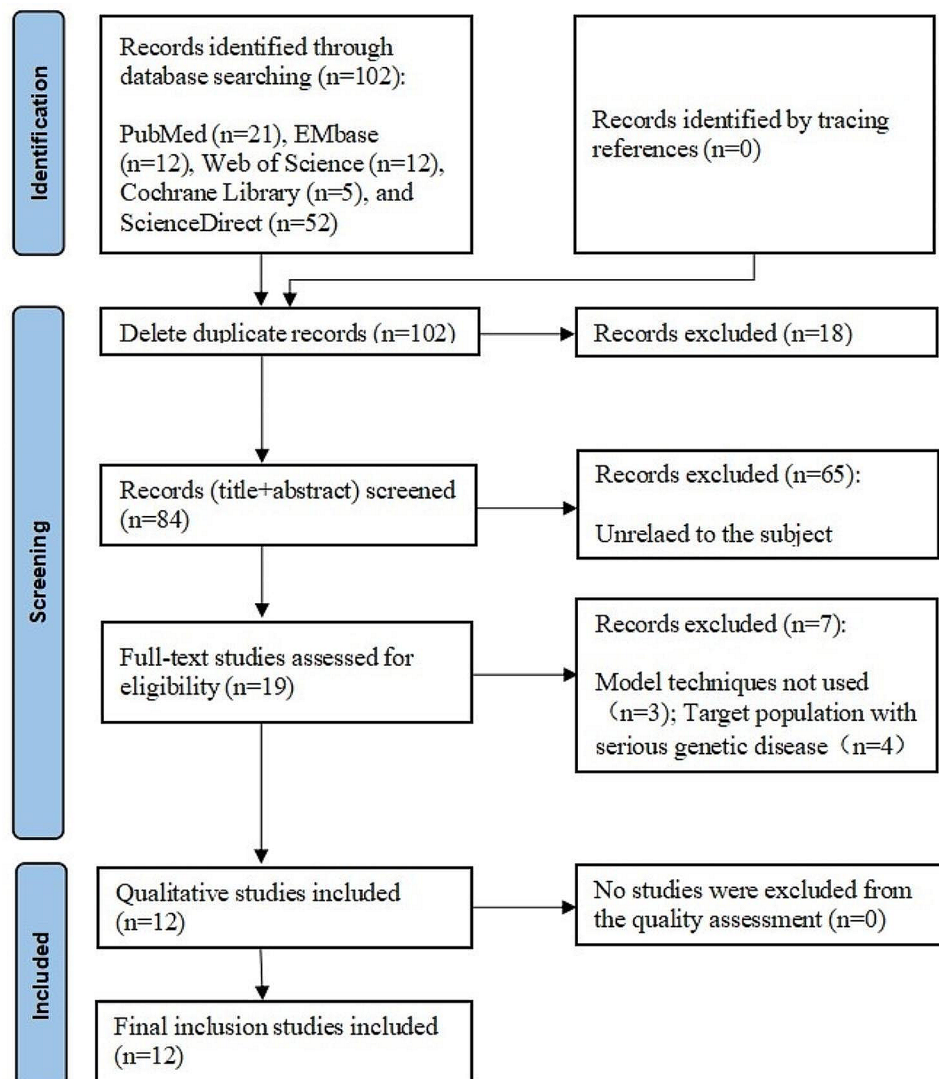 Identification
Records identified through
database searching (n=102):
PubMed (n=21), EMbase
(n=12), Web of Science (n=12),
Cochrane Library (n=5), and
ScienceDirect (n=52)
Records identified by tracing
references (n=0)
Screening
Delete duplicate records (n=102)
Records excluded (n=18)
Records (title+abstract) screened
(n=84)
Records excluded (n=65):
Unrelaed to the subject
Full-text studies assessed for
eligibility (n=19)
Records excluded (n=7):
Model techniques not used
（n=3); Target population with
serious genetic disease（n=4）
Included
Qualitative studies included
(n=12)
No studies were excluded from
the quality assessment (n=0)
Final inclusion studies included
(n=12)